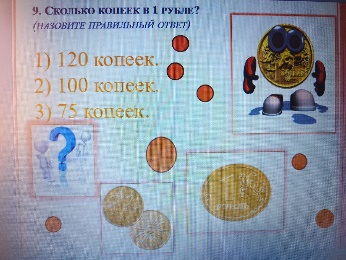 9. Сколько копеек в 1 рубле?
(назовите правильный ответ)
1) 120 копеек.
2) 100 копеек.
3) 75 копеек.